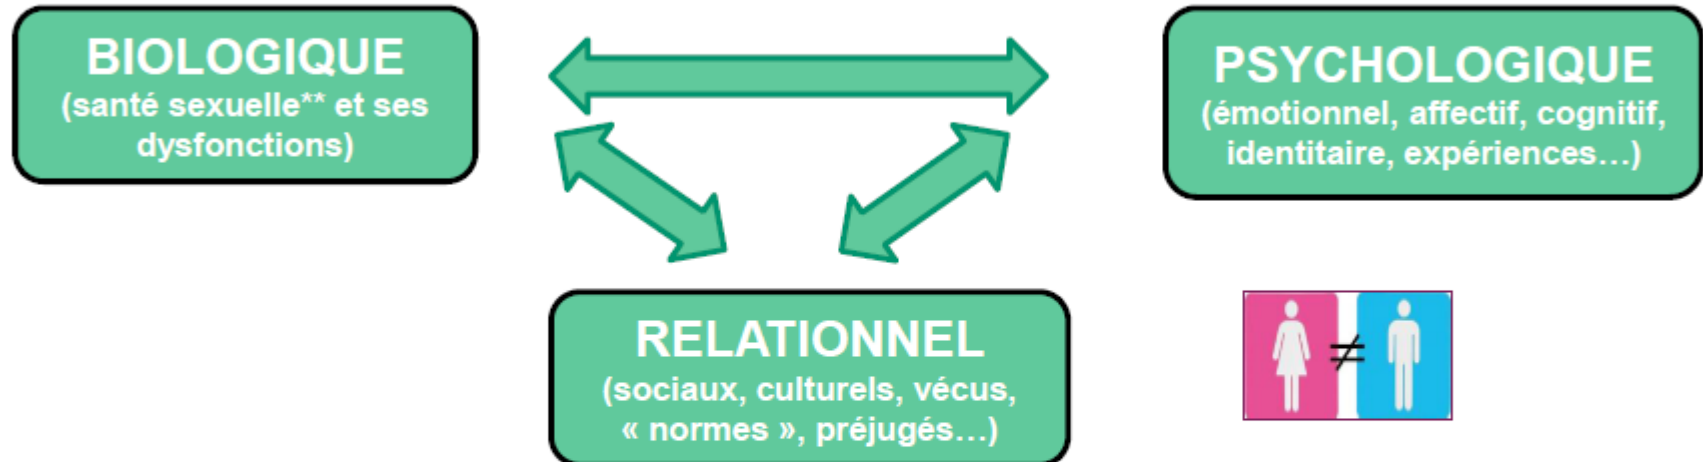 BIOLOGIQUE
(santé sexuelle** et ses
dysfonctions)
PSYCHOLOGIQUE
(émotionnel, affectif, cognitif,
identitaire, expériences…)
RELATIONNEL
(sociaux, culturels, vécus,
« normes », préjugés…)
≠